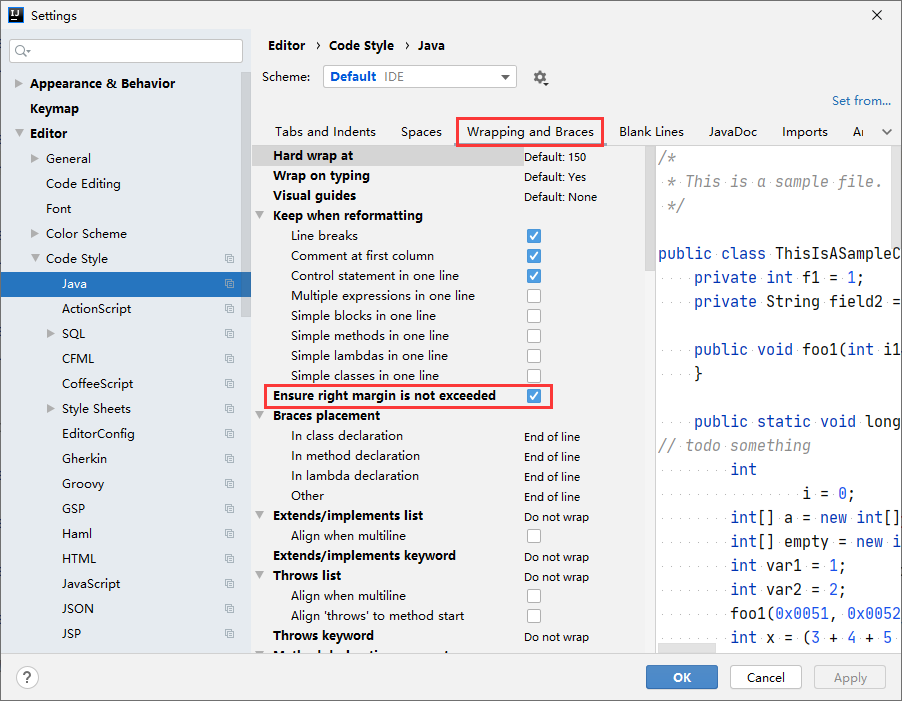 Settings
Editor › Code Style › Java
Scheme: Default IDE
Set from...
Appearance & Behavior
Keymap
Editor
General
Code Editing
Font
Color Scheme
Code Style
Java
ActionScript
SQL
CFML
CoffeeScript
Style Sheets
EditorConfig
Gherkin
Groovy
GSP
Haml
HTML
JavaScript
JSON
JSP
Tabs and Indents Spaces Wrapping and Braces Blank Lines JavaDoc Imports
Hard wrap at Default: 150
Wrap on typing Default: Yes
Visual guides Default: None
Keep when reformatting
Line breaks
Comment at first column
Control statement in one line
Multiple expressions in one line
Simple blocks in one line
Simple methods in one line
Simple lambdas in one line
Simple classes in one line
Ensure right margin is not exceeded
Braces placement
In class declaration End of line
In method declaration End of line
In lambda declaration End of line
Other End of line
Extends/implements list Do not wrap
Align when multiline
Extends/implements keyword Do not wrap
Throws list Do not wrap
Align when multiline
Align 'throws' to method start
Throws keyword Do not wrap
/*
* This is a sample file.
*/
public class ThisIsASampleC
private int f1 = 1;
private String field2 =
public void foo1(int i1
}
public static void long
// todo something
int
i = 0;
int[] a = new int[]
int[] empty = new i
int var1 = 1;
int var2 = 2;
foo1(0x0051, 0x0052
int x = (3 + 4 + 5
?
OK Cancel Apply